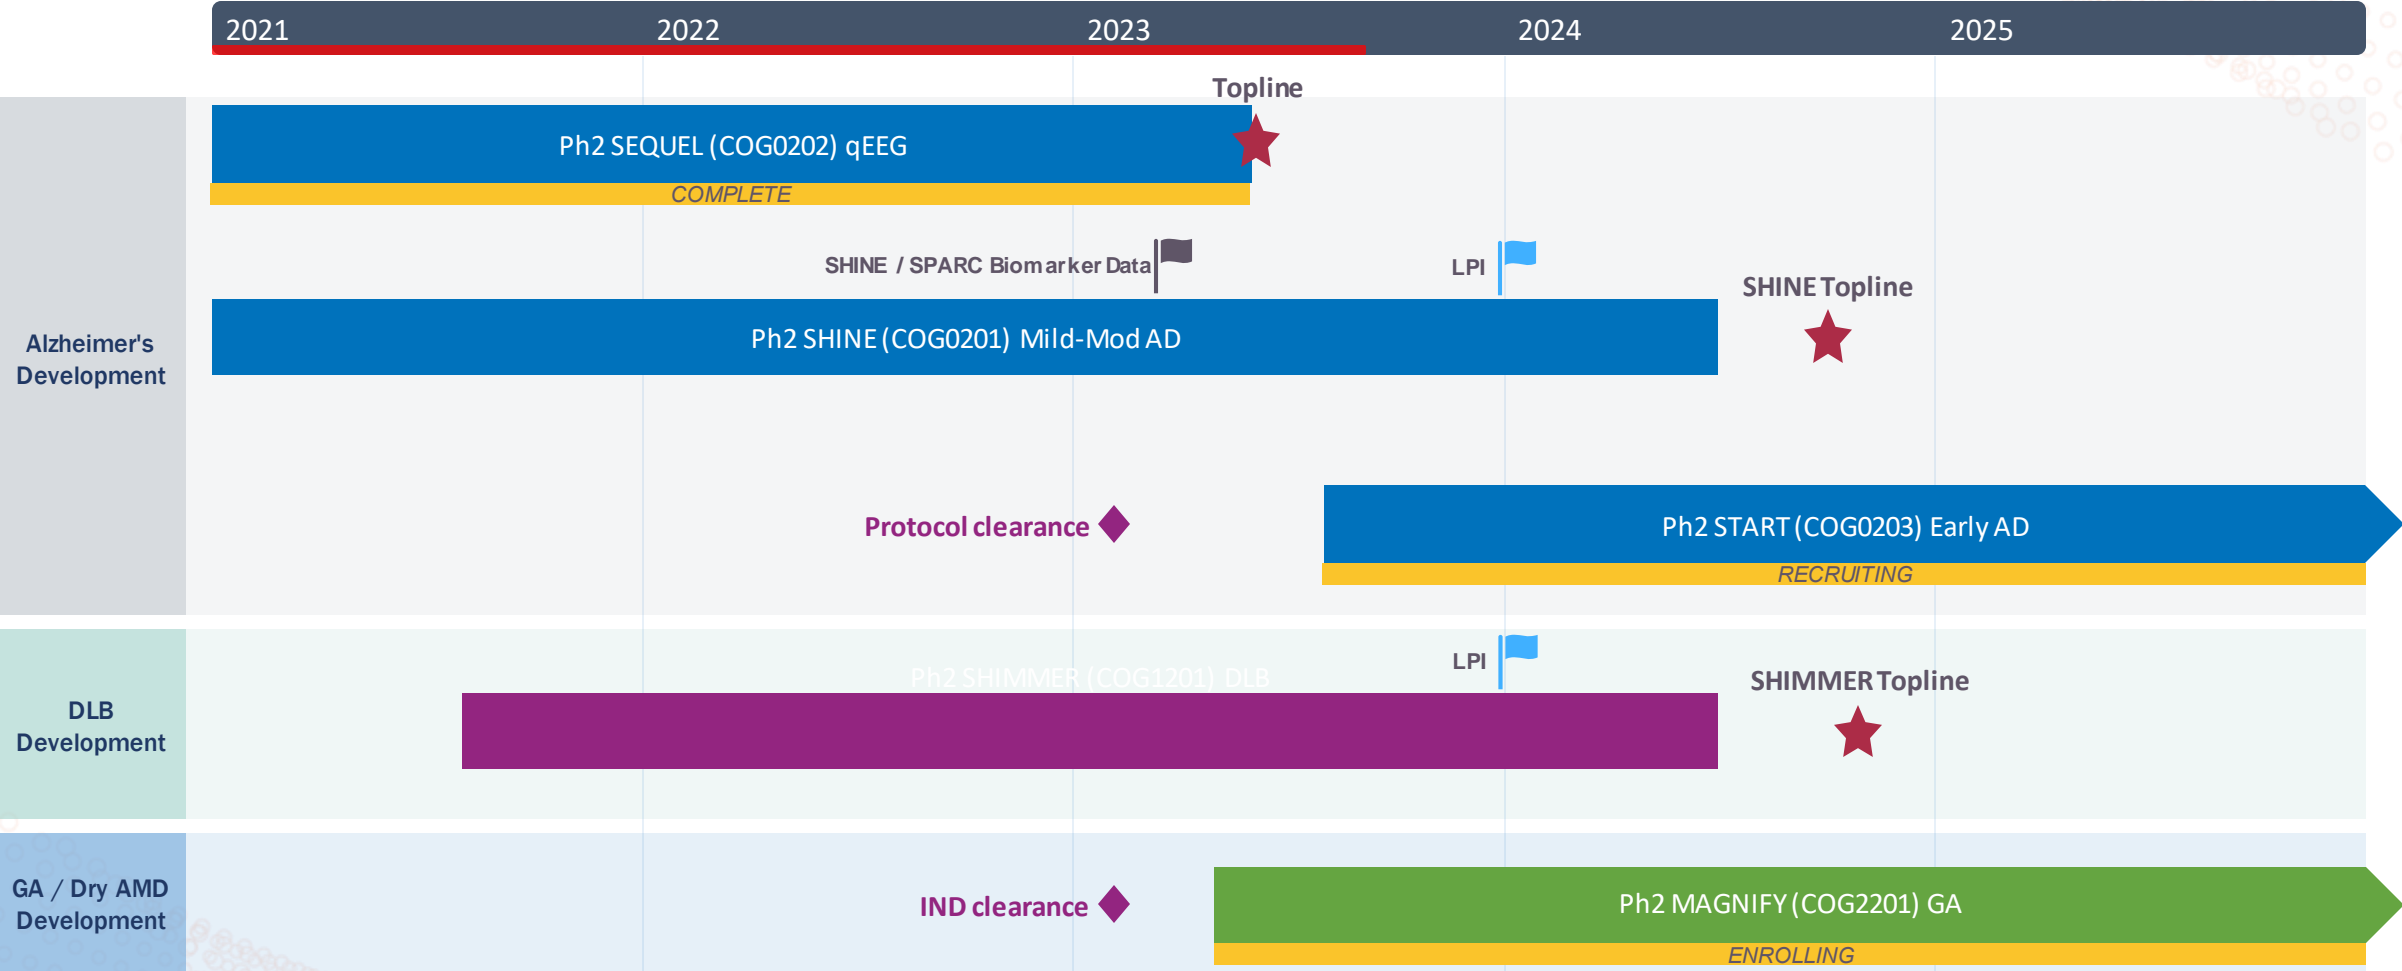 2021 2022 2023 2024 2025
Topline
Ph2 SEQUEL (COG0202) qEEG
COMPLETE
SHINE / SPARC Biomarker Data
LPI
SHINE Topline
Ph2 SHINE (COG0201) Mild-Mod AD
Alzheimer's
Development
Protocol clearance
Ph2 START (COG0203) Early AD
RECRUITING
LPI
Ph2 SHIMMER (COG1201) DLB
SHIMMER Topline
DLB
Development
GA / Dry AMD
Development
IND clearance
Ph2 MAGNIFY (COG2201) GA
ENROLLING